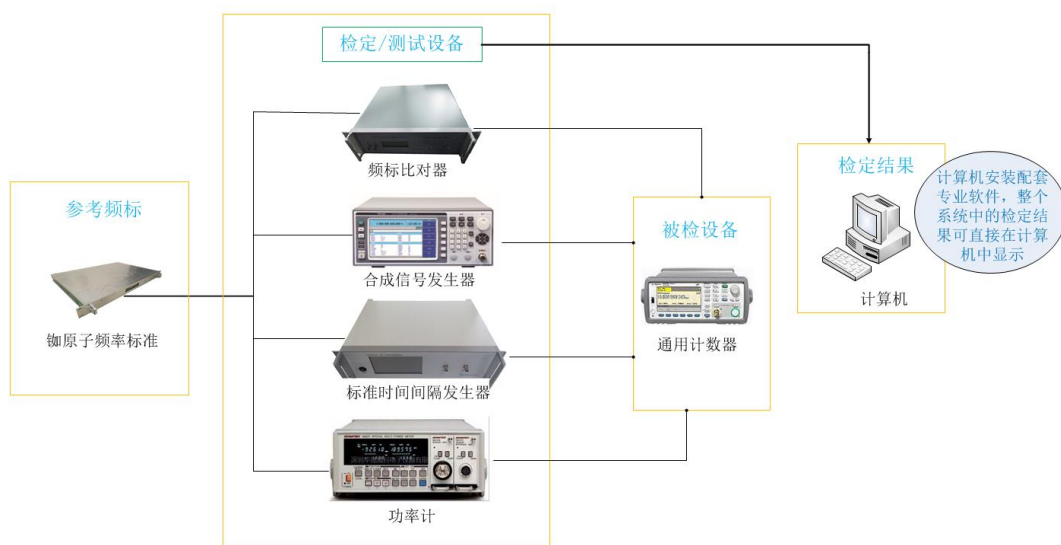 检定/测试设备
频标比对器
参考频标
铷原子频率标准
合成信号发生器
标准时间间隔发生器
功率计
被检设备
通用计数器
检定结果
计算机
计算机安装配套
专业软件，整个
系统中的检定结
果可直接在计算
机中显示